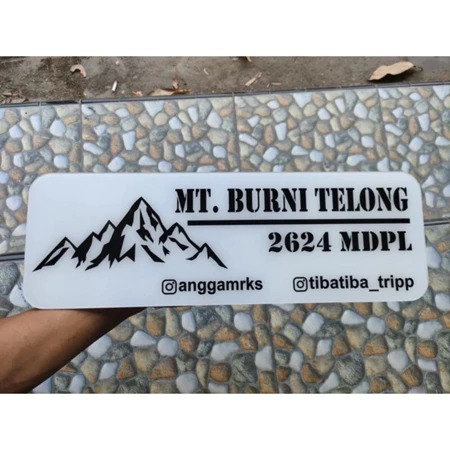 MT. BURNI TELONG
2624 MDPL
@anggamrks @tibatiba_tripp